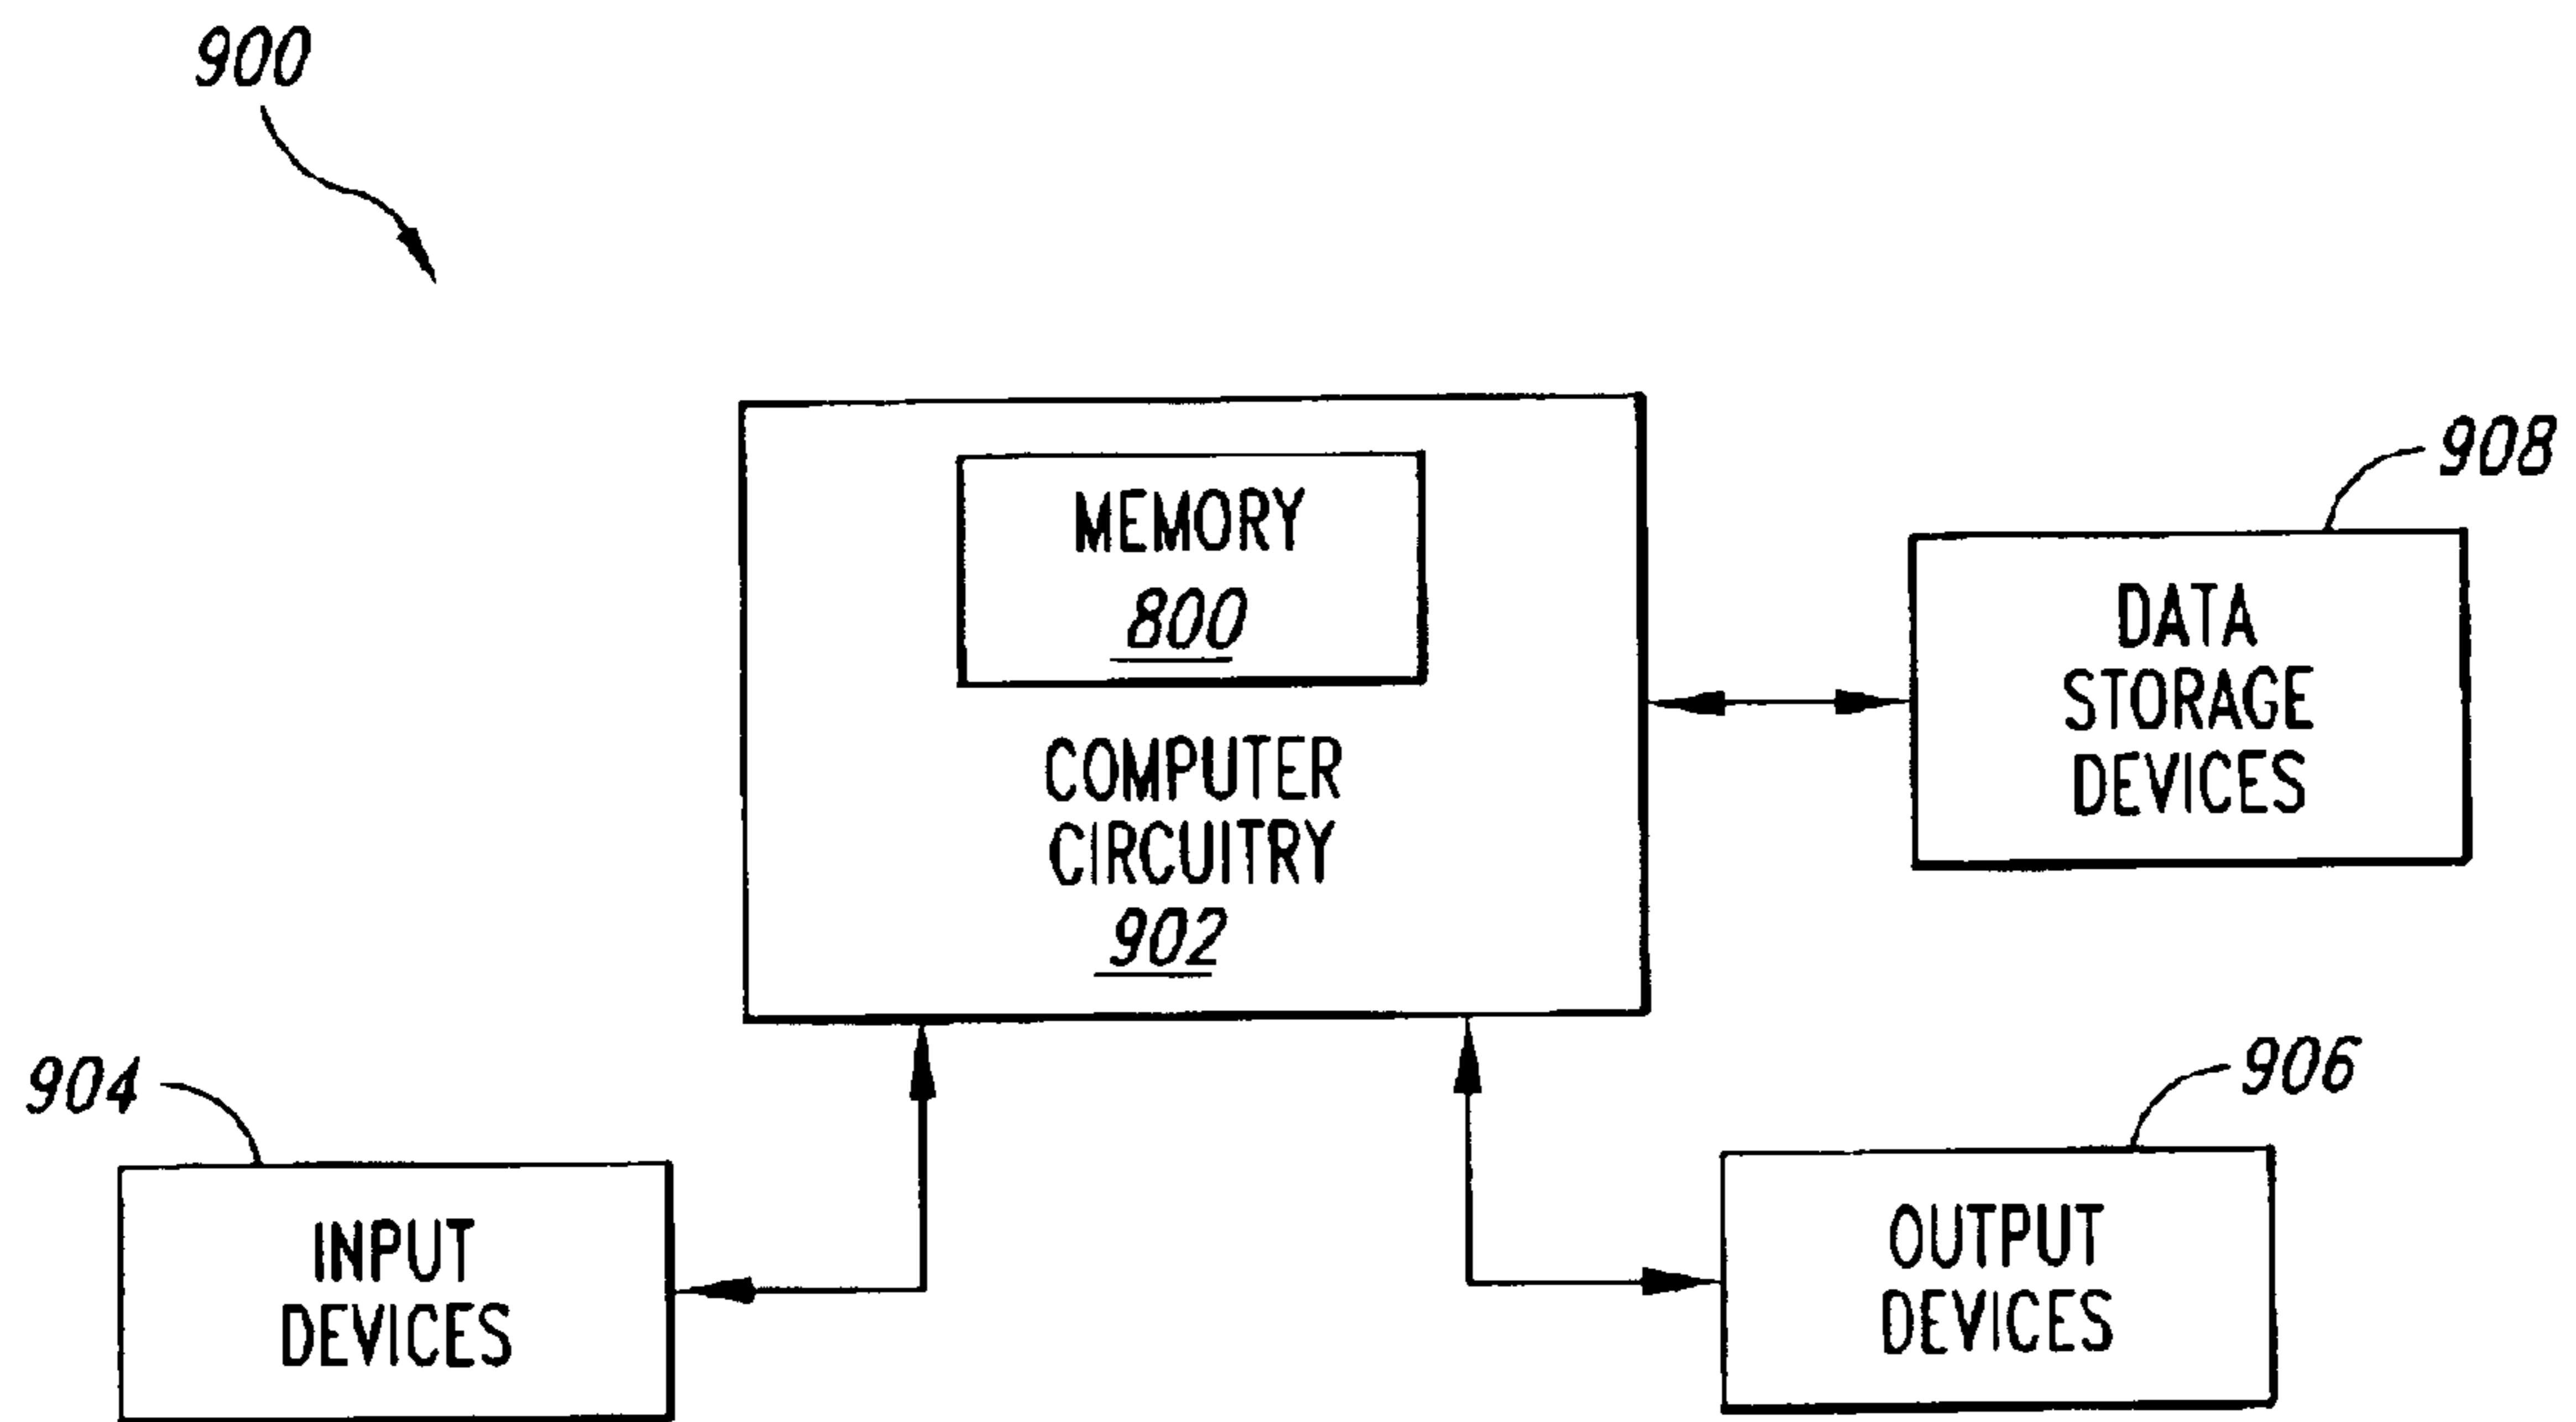 900
MEMORY
800
COMPUTER
CIRCUITRY
902
908
DATA
STORAGE
DEVICES
904
INPUT
DEVICES
906
OUTPUT
DEVICES